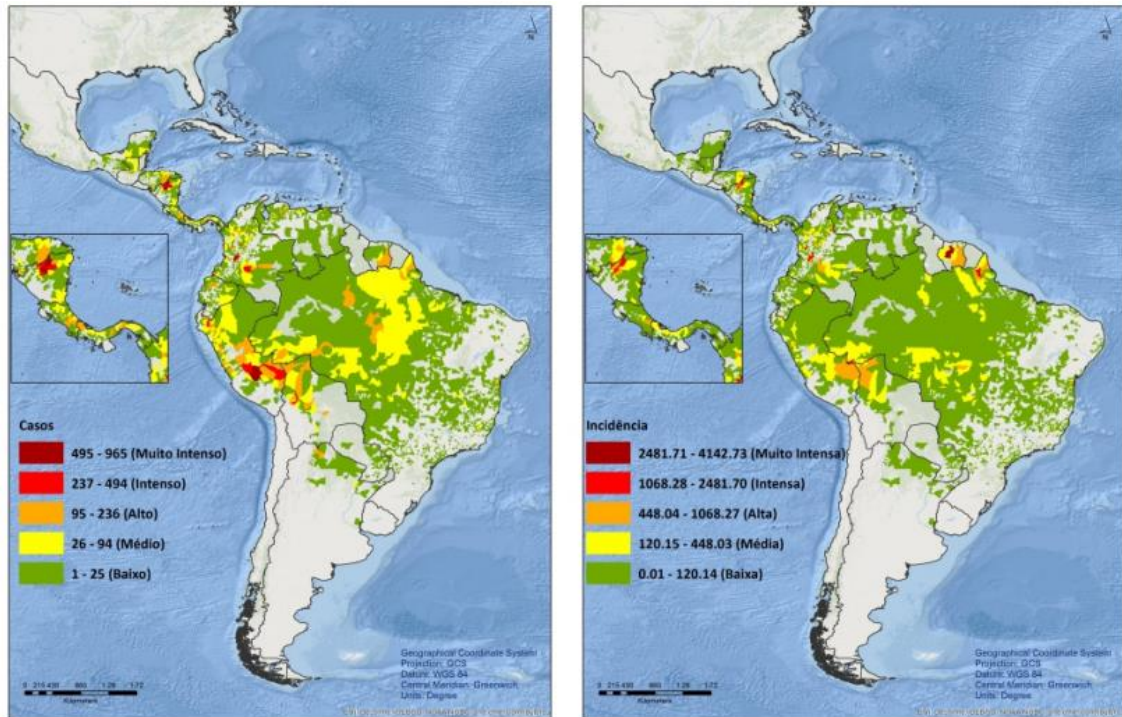 N
Casos
495 - 965 (Muito Intenso)
237 - 494 (Intenso)
95 - 236 (Alto)
26 - 94 (Médio)
1 - 25 (Baixo)
Geographical Coordinate System
Projection: GCS
Datum: WGS 84
Central Meridian: Greenwich
Units: Degree
Kilometers
N
Incidência
2481.71 - 4142.73 (Muito Intensa)
1068.28 - 2481.70 (Intensa)
448.04 - 1068.27 (Alta)
120.15 - 448.03 (Média)
0.01 - 120.14 (Baixa)
Geographical Coordinate System
Projection: GCS
Datum: WGS 84
Central Meridian: Greenwich
Units: Degree
Kilometers